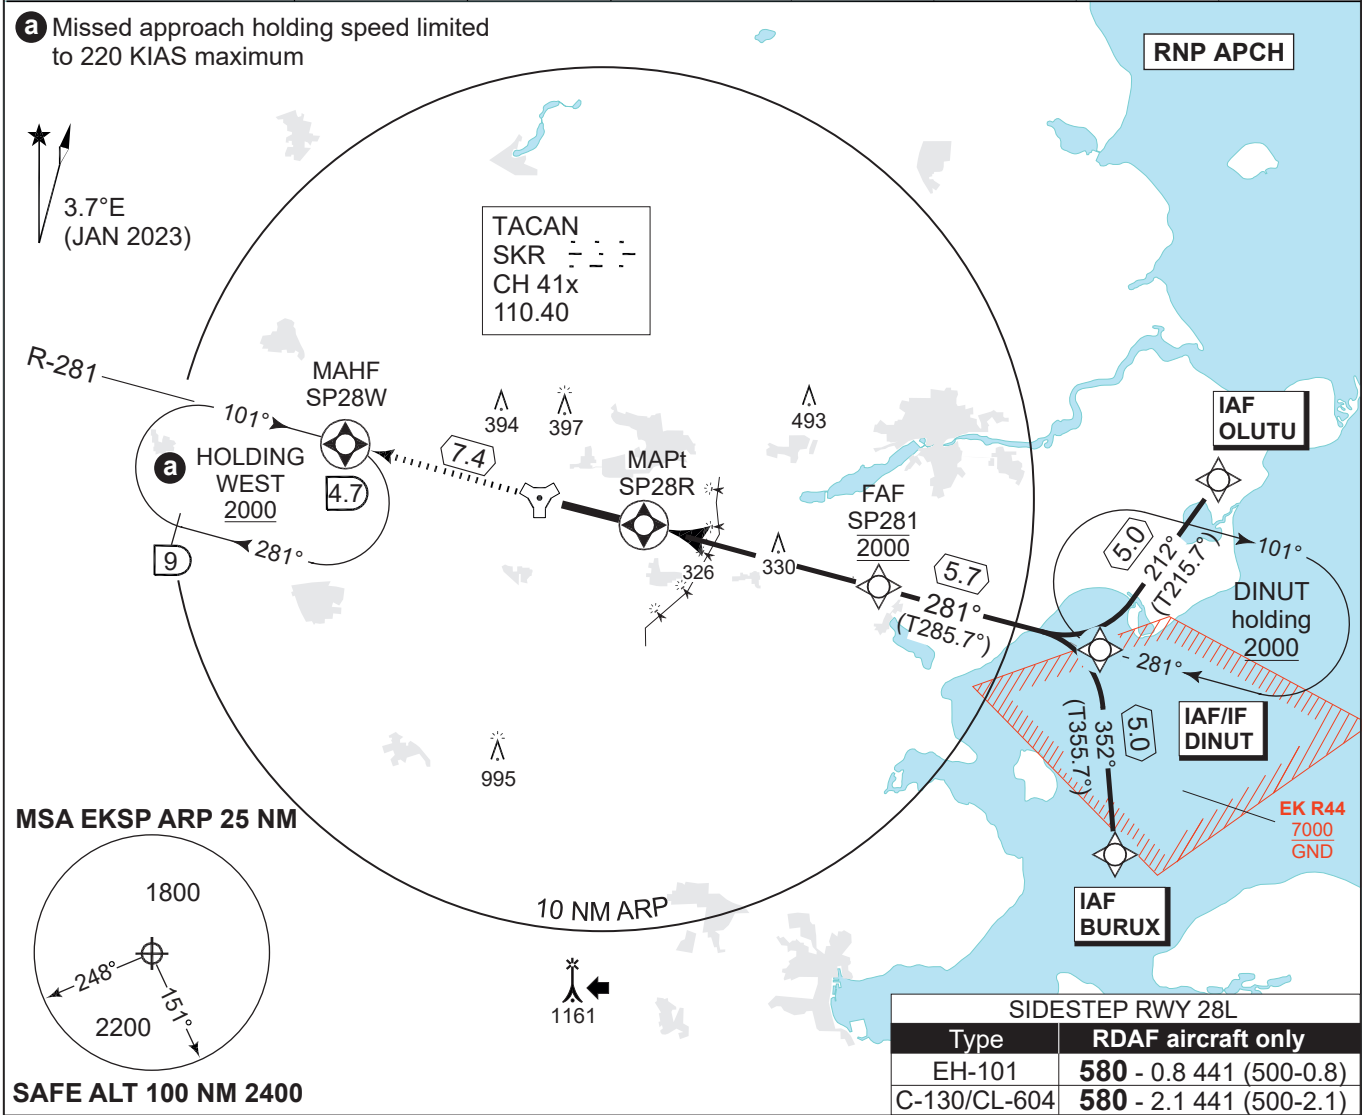 a Missed approach holding speed limited
to 220 KIAS maximum
RNP APCH
3.7°E
(JAN 2023)
TACAN
SKR
CH 41x
110.40
R-281
MAHF
SP28W
101°
7.4
a
HOLDING
WEST
2000
4.7
281°
9
394
397
493
MAPt
SP28R
326
330
FAF
SP281
2000
5.7
281°
(T285.7°)
IAF
OLUTU
5.0
212°
(T215.7°)
101°
DINUT
holding
2000
281°
IAF/IF
DINUT
5.0
352°
(T355.7°)
EK R44
7000
GND
IAF
BURUX
995
10 NM ARP
1161
MSA EKSP ARP 25 NM
1800
248°
151°
2200
SAFE ALT 100 NM 2400
SIDESTEP RWY 28L
Type RDAF aircraft only
EH-101 580 - 0.8 441 (500-0.8)
C-130/CL-604 580 - 2.1 441 (500-2.1)